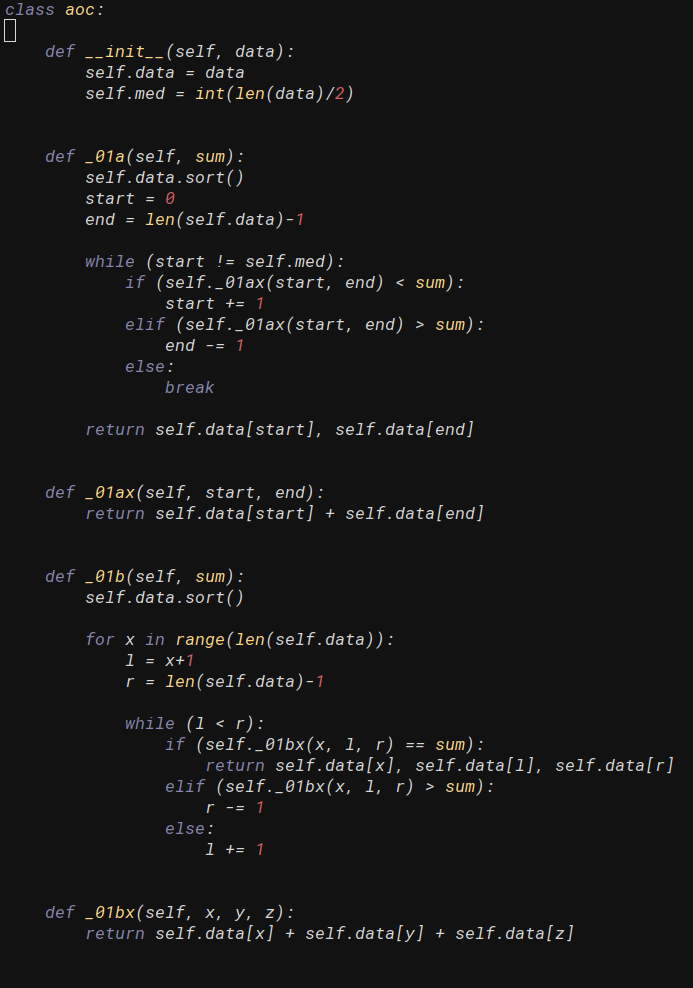 class aoc:
    def __init__(self, data):
        self.data = data
        self.med = int(len(data)/2)
    def _01a(self, sum):
        self.data.sort()
        start = 0
        end = len(self.data)-1
        while (start != self.med):
            if (self._01ax(start, end) < sum):
                start += 1
            elif (self._01ax(start, end) > sum):
                end -= 1
            else:
                break
        return self.data[start], self.data[end]
    def _01ax(self, start, end):
        return self.data[start] + self.data[end]
    def _01b(self, sum):
        self.data.sort()
        for x in range(len(self.data)):
            l = x+1
            r = len(self.data)-1
            while (l < r):
                if (self._01bx(x, l, r) == sum):
                    return self.data[x], self.data[l], self.data[r]
                elif (self._01bx(x, l, r) > sum):
                    r -= 1
                else:
                    l += 1
    def _01bx(self, x, y, z):
        return self.data[x] + self.data[y] + self.data[z]